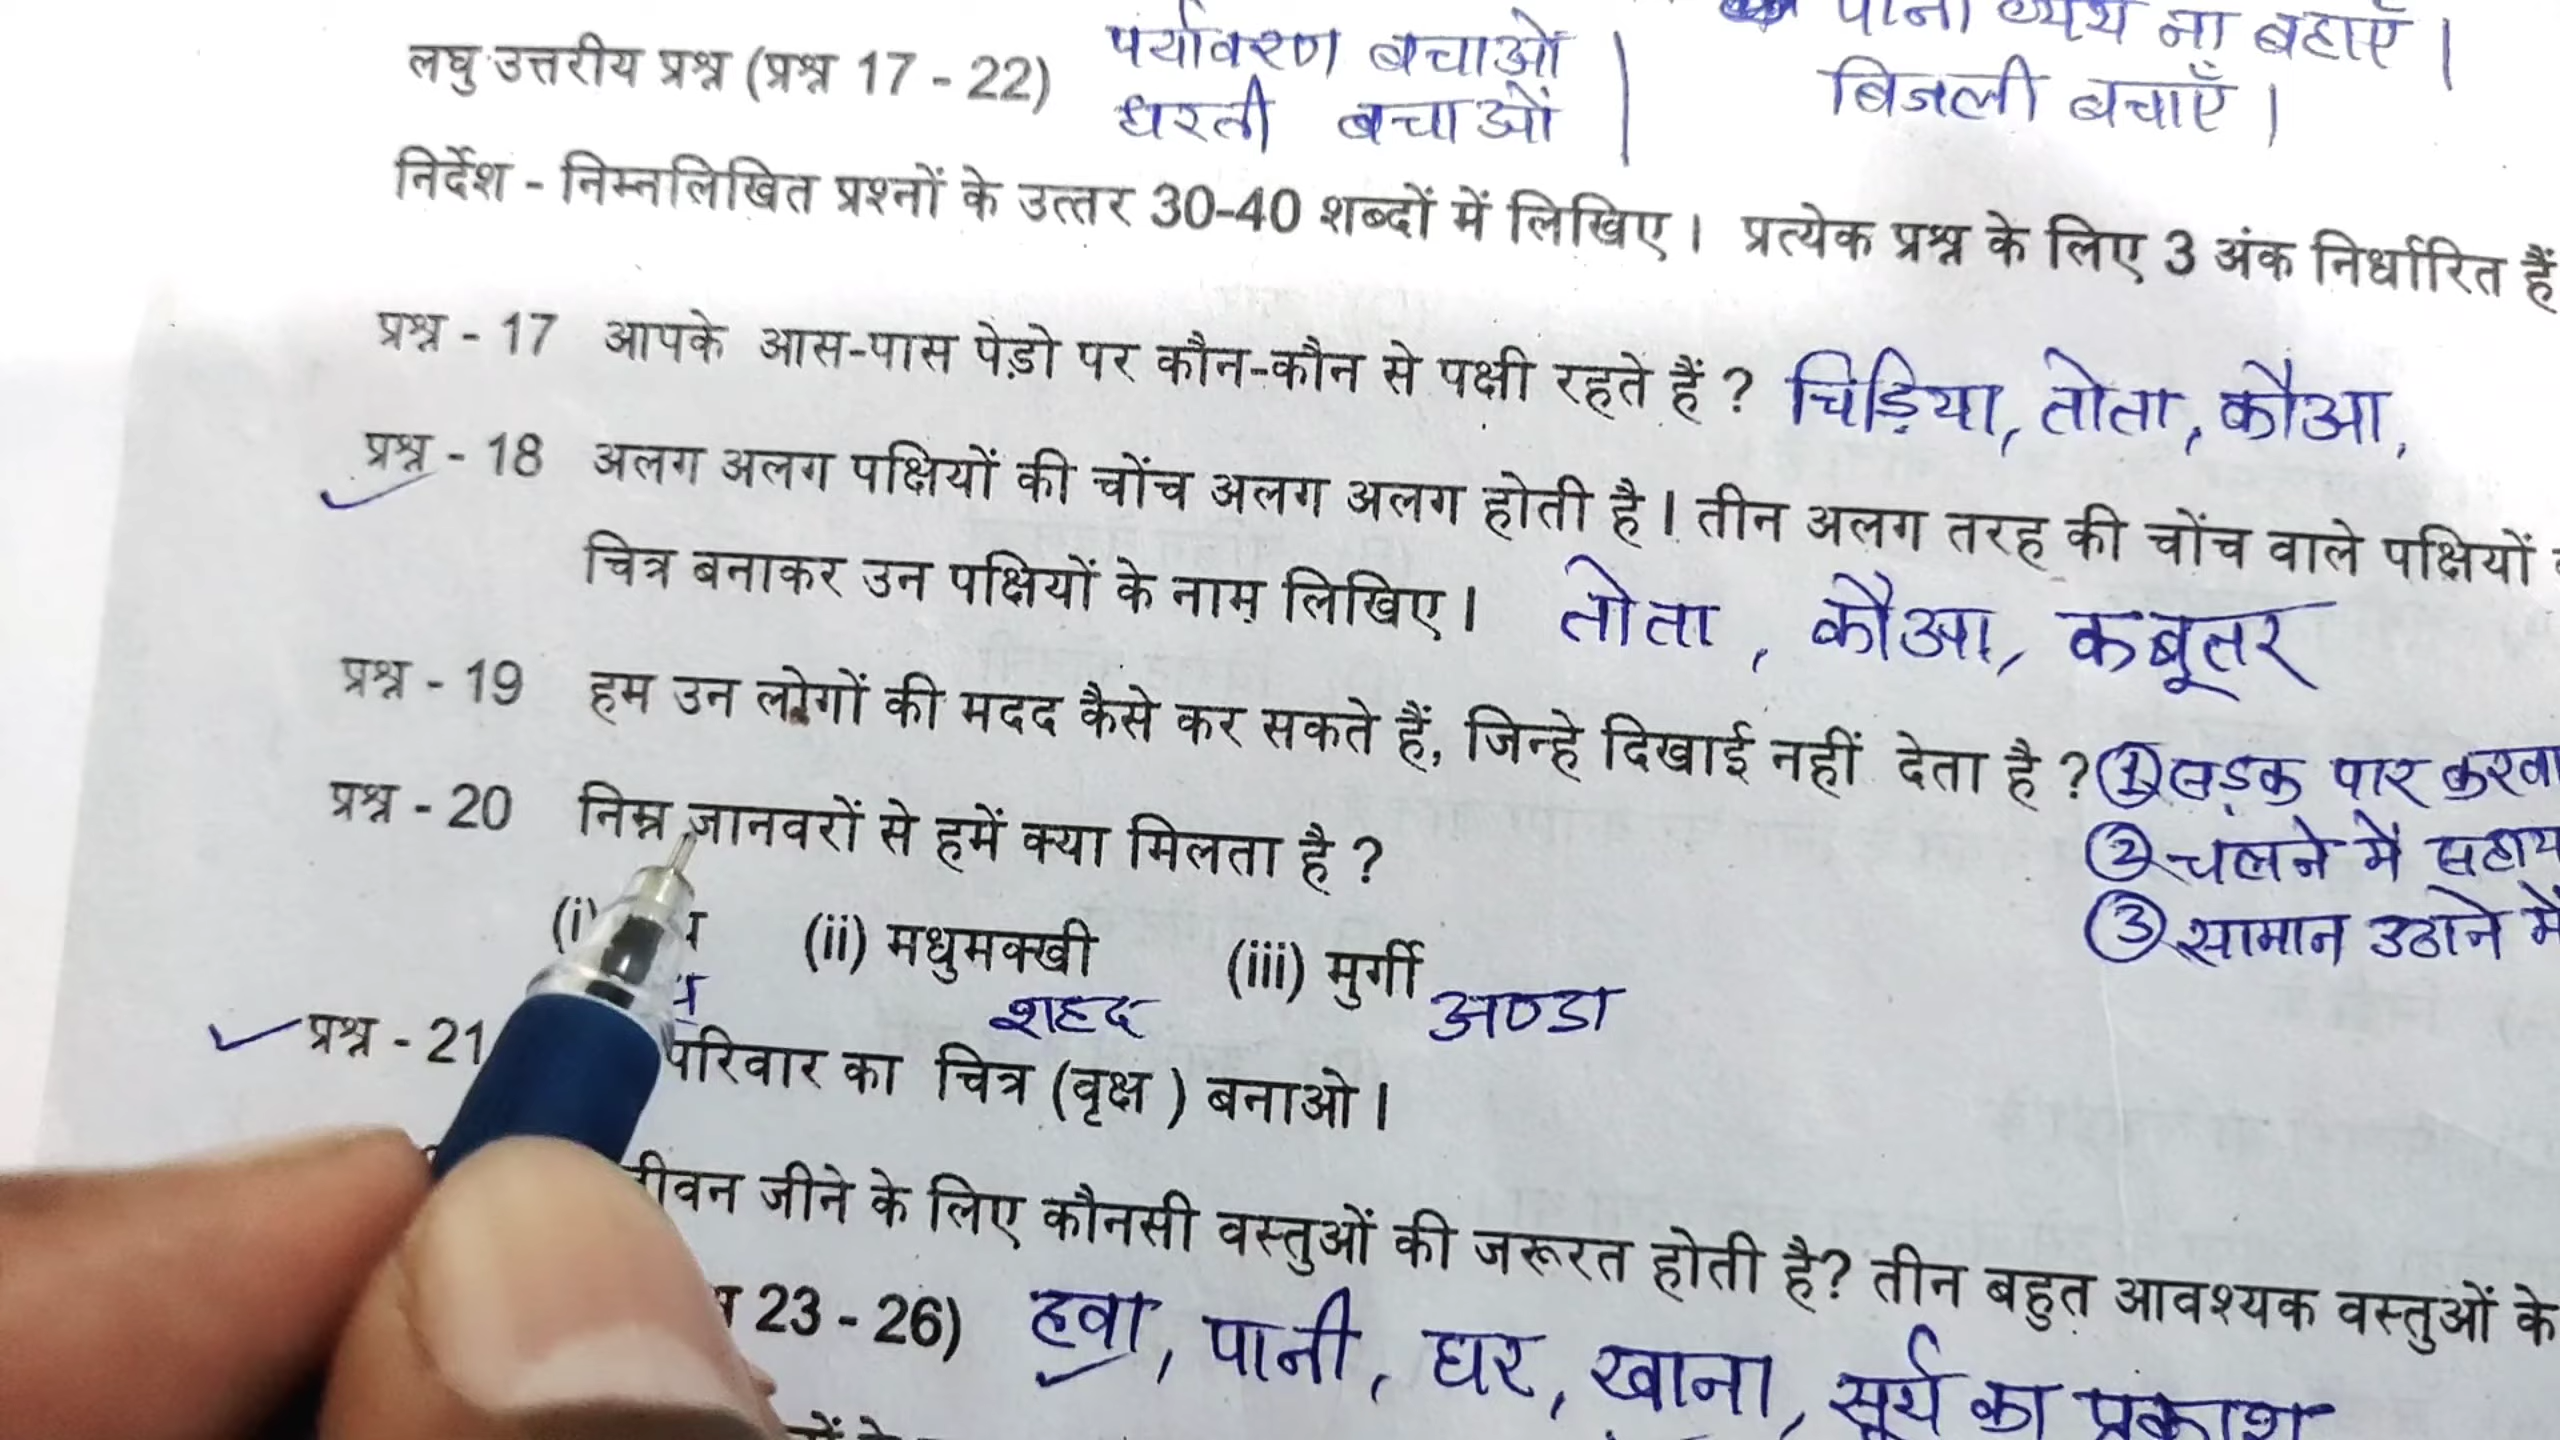 पानी व्यर्थ ना बहाएँ।
लघु उत्तरीय प्रश्न (प्रश्न 17 - 22) पर्यावरण बचाओं
धरती बचाओं
बिजली बचाएँ।
निर्देश - निम्नलिखित प्रश्नों के उत्तर 30-40 शब्दों में लिखिए। प्रत्येक प्रश्न के लिए 3 अंक निर्धारित हैं
प्रश्न - 17 आपके आस-पास पेड़ो पर कौन-कौन से पक्षी रहते हैं ? चिड़िया, तोता, कौआ,
प्रश्न - 18 अलग अलग पक्षियों की चोंच अलग अलग होती है। तीन अलग तरह की चोंच वाले पक्षियों
चित्र बनाकर उन पक्षियों के नाम लिखिए। तोता, कौआ, कबूतर
प्रश्न - 19 हम उन लोगों की मदद कैसे कर सकते हैं, जिन्हे दिखाई नहीं देता है ? ① सड़क पार करवा
प्रश्न - 20 निम्न जानवरों से हमें क्या मिलता है ?
② चलने में सहाय
(i) (ii) मधुमक्खी (iii) मुर्गी
③ सामान उठाने में
शहद अण्डा
प्रश्न - 21 परिवार का चित्र (वृक्ष ) बनाओ।
जीने के लिए कौनसी वस्तुओं की जरूरत होती है? तीन बहुत आवश्यक वस्तुओं के
23 - 26) हवा, पानी, घर, खाना, सूर्य का प्रकाश